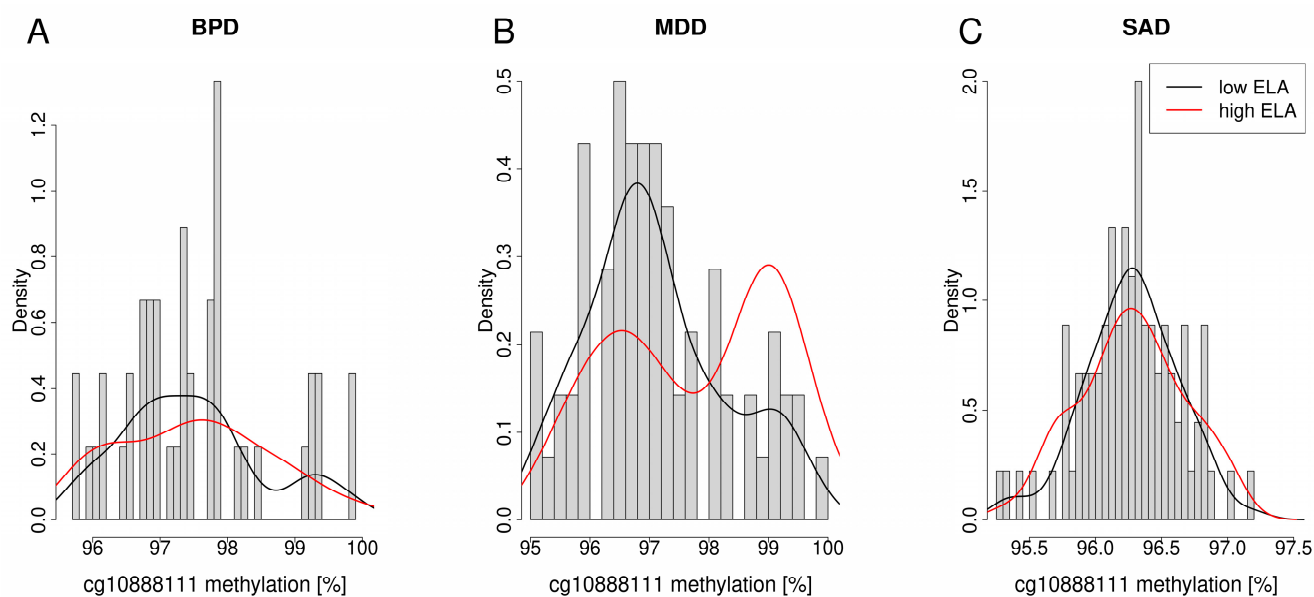 A
BPD
B
MDD
C
SAD
low ELA
high ELA
Density
0.0
0.2
0.4
0.6
0.8
1.0
1.2
96
97
98
99
100
cg10888111 methylation [%]
Density
0.0
0.1
0.2
0.3
0.4
0.5
95
96
97
98
99
100
cg10888111 methylation [%]
Density
0.0
0.5
1.0
1.5
2.0
95.5
96.0
96.5
97.0
97.5
cg10888111 methylation [%]